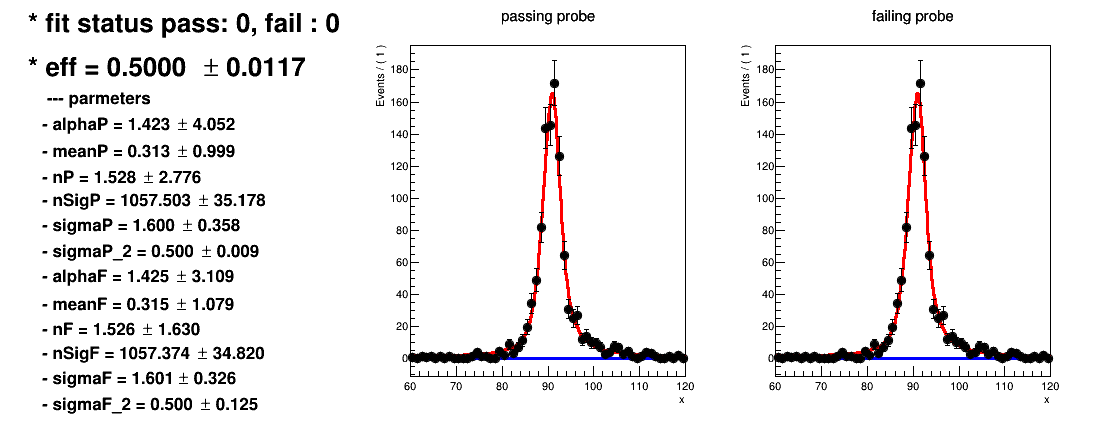 * fit status pass: 0, fail : 0
* eff = 0.5000 ± 0.0117
--- parmeters
- alphaP = 1.423 ± 4.052
- meanP = 0.313 ± 0.999
- nP = 1.528 ± 2.776
- nSigP = 1057.503 ± 35.178
- sigmaP = 1.600 ± 0.358
- sigmaP_2 = 0.500 ± 0.009
- alphaF = 1.425 ± 3.109
- meanF = 0.315 ± 1.079
- nF = 1.526 ± 1.630
- nSigF = 1057.374 ± 34.820
- sigmaF = 1.601 ± 0.326
- sigmaF_2 = 0.500 ± 0.125
passing probe
Events / ( 1 )
180
160
140
120
100
80
60
40
20
0
60 70 80 90 100 110 120
x
failing probe
Events / ( 1 )
180
160
140
120
100
80
60
40
20
0
60 70 80 90 100 110 120
x